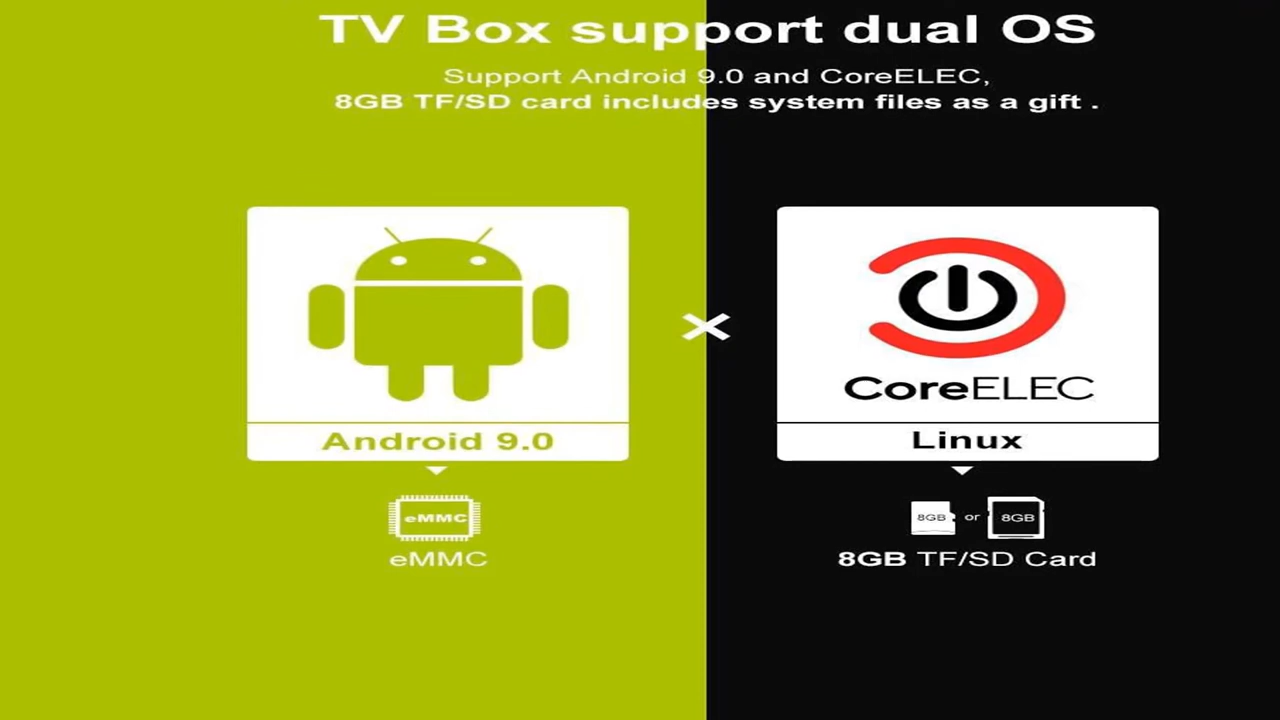 TV Box support dual OS
Support Android 9.0 and CoreELEC,
8GB TF/SD card includes system files as a gift .
CoreELEC
Android 9.0
Linux
eMMC
8GB or 8GB
eMMC
8GB TF/SD Card